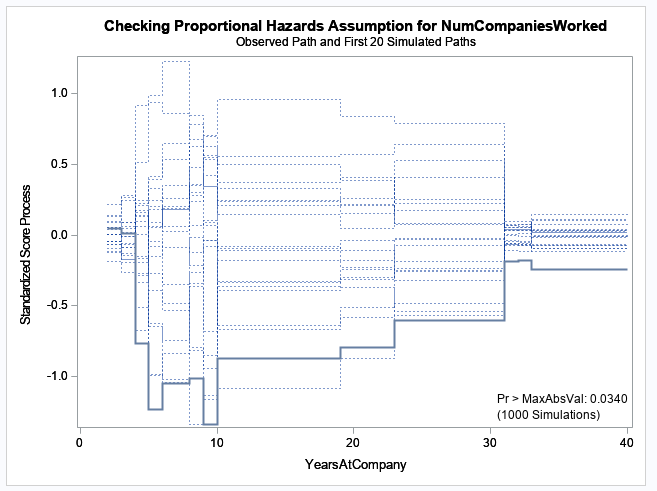 Checking Proportional Hazards Assumption for NumCompaniesWorked
Observed Path and First 20 Simulated Paths
Standardized Score Process
1.0
0.5
0.0
-0.5
-1.0
Pr > MaxAbsVal: 0.0340
(1000 Simulations)
0 10 20 30 40
YearsAtCompany